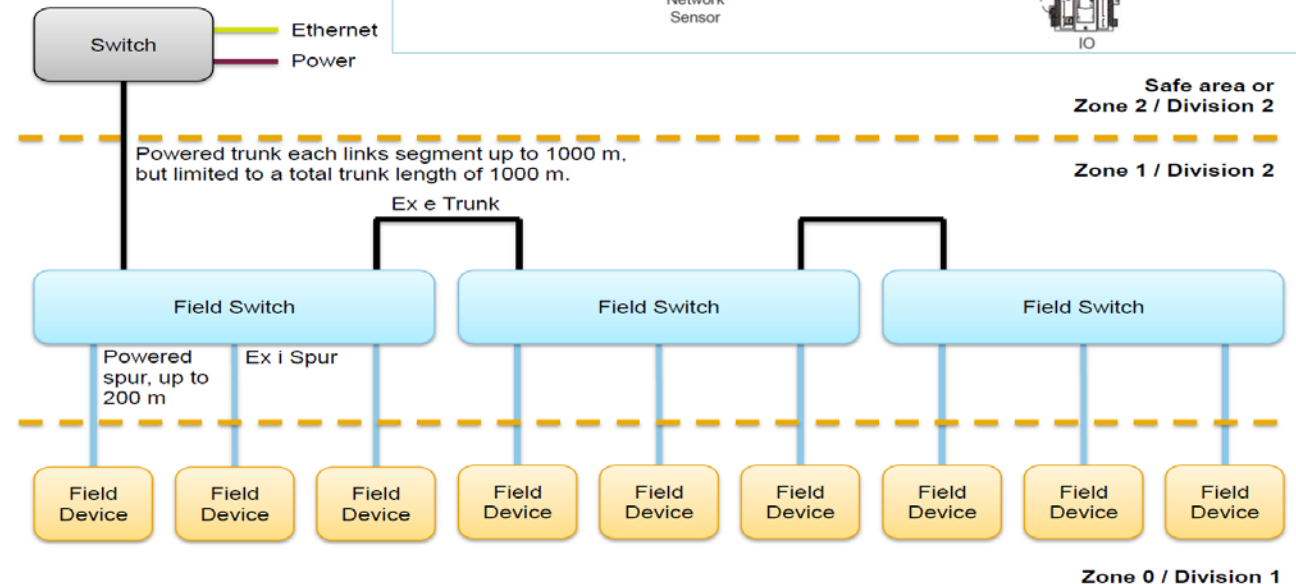 Network
Sensor
IO
Switch
Ethernet
Power
Safe area or
Zone 2 / Division 2
Powered trunk each links segment up to 1000 m,
but limited to a total trunk length of 1000 m.
Zone 1 / Division 2
Ex e Trunk
Field Switch
Field Switch
Field Switch
Powered
spur, up to
200 m
Ex i Spur
Field
Device
Field
Device
Field
Device
Field
Device
Field
Device
Field
Device
Field
Device
Field
Device
Field
Device
Zone 0 / Division 1